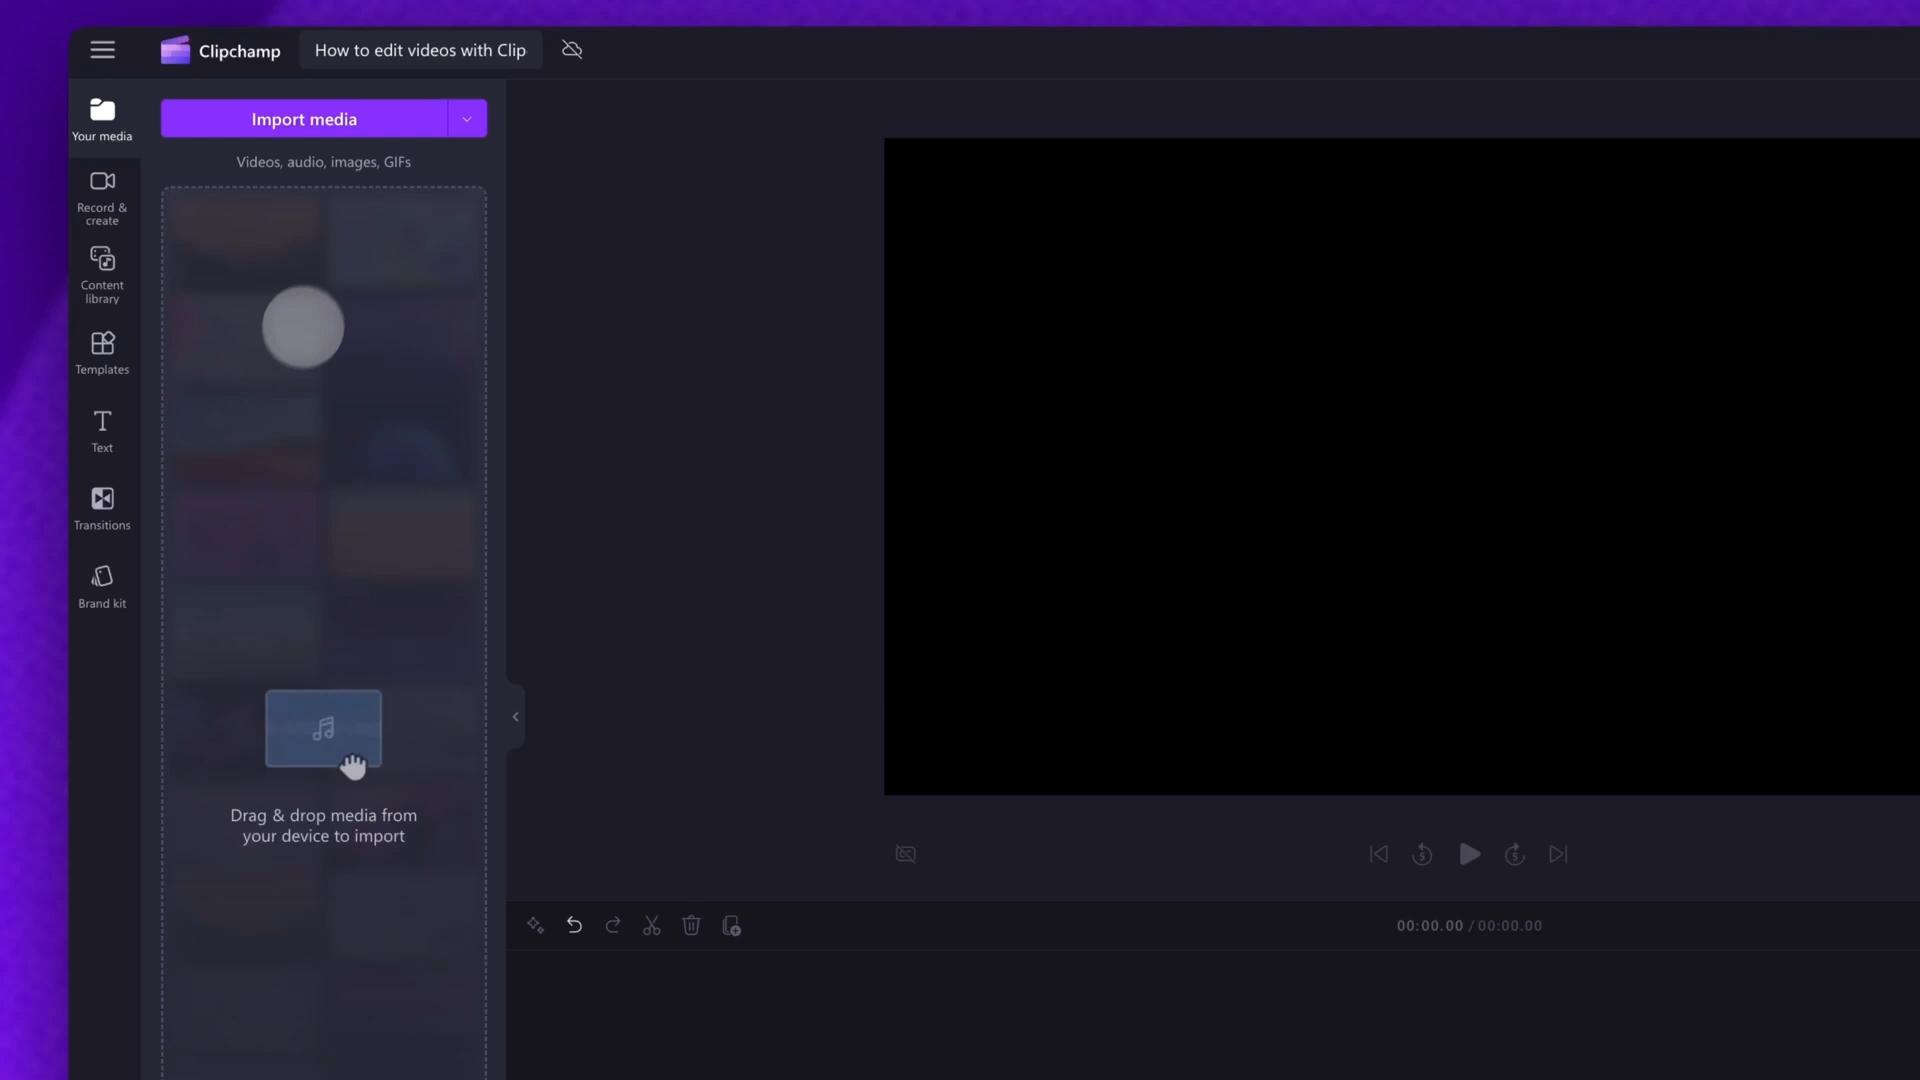 Clipchamp
How to edit videos with Clip
Your media
Import media
Videos, audio, images, GIFs
Record &
create
Content
library
Templates
Text
Transitions
Brand kit
Drag & drop media from
your device to import
5
5
00:00.00 / 00:00.00